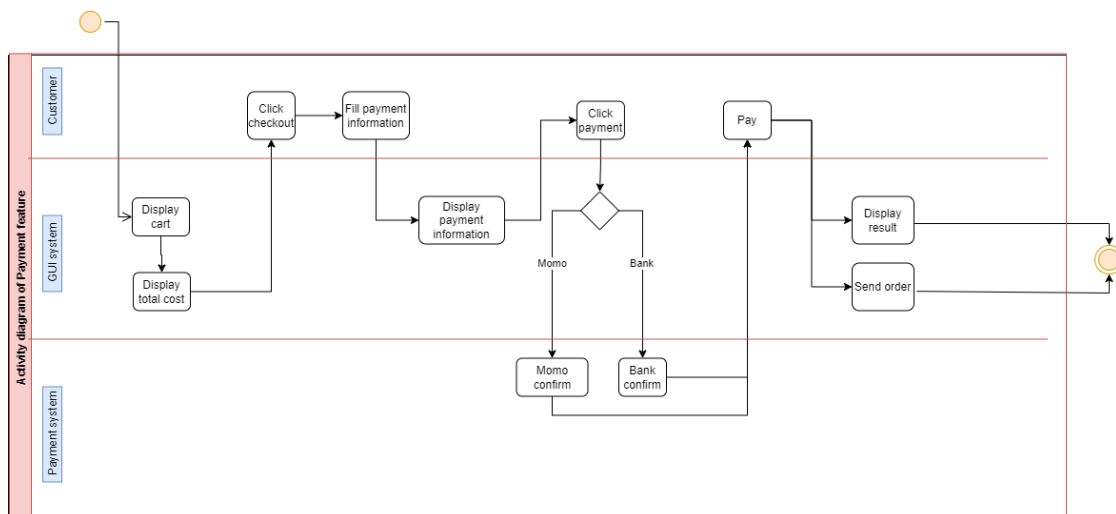 Activity diagram of Payment feature
Customer
GUI system
Payment system
Display
cart
Display
total cost
Click
checkout
Fill payment
information
Display
payment
information
Click
payment
Momo
Bank
Momo
confirm
Bank
confirm
Pay
Display
result
Send order